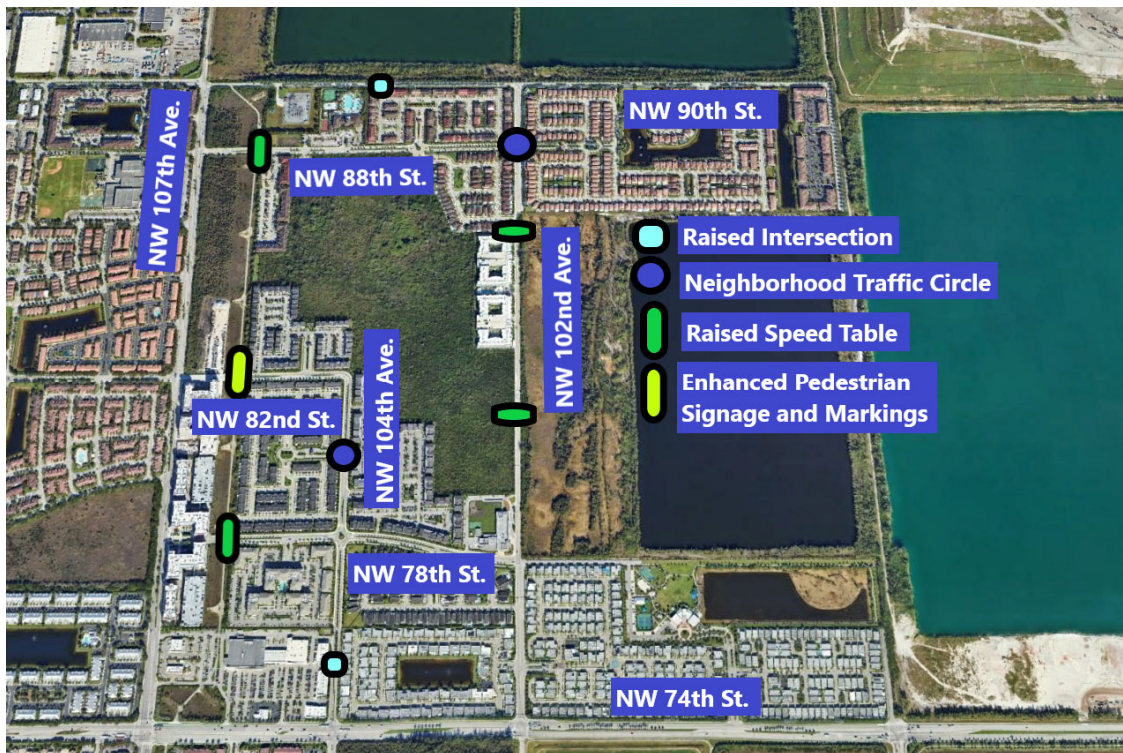 NW 107th Ave.
NW 90th St.
NW 88th St.
NW 102nd Ave.
Raised Intersection
Neighborhood Traffic Circle
Raised Speed Table
Enhanced Pedestrian
Signage and Markings
NW 104th Ave.
NW 82nd St.
NW 78th St.
NW 74th St.